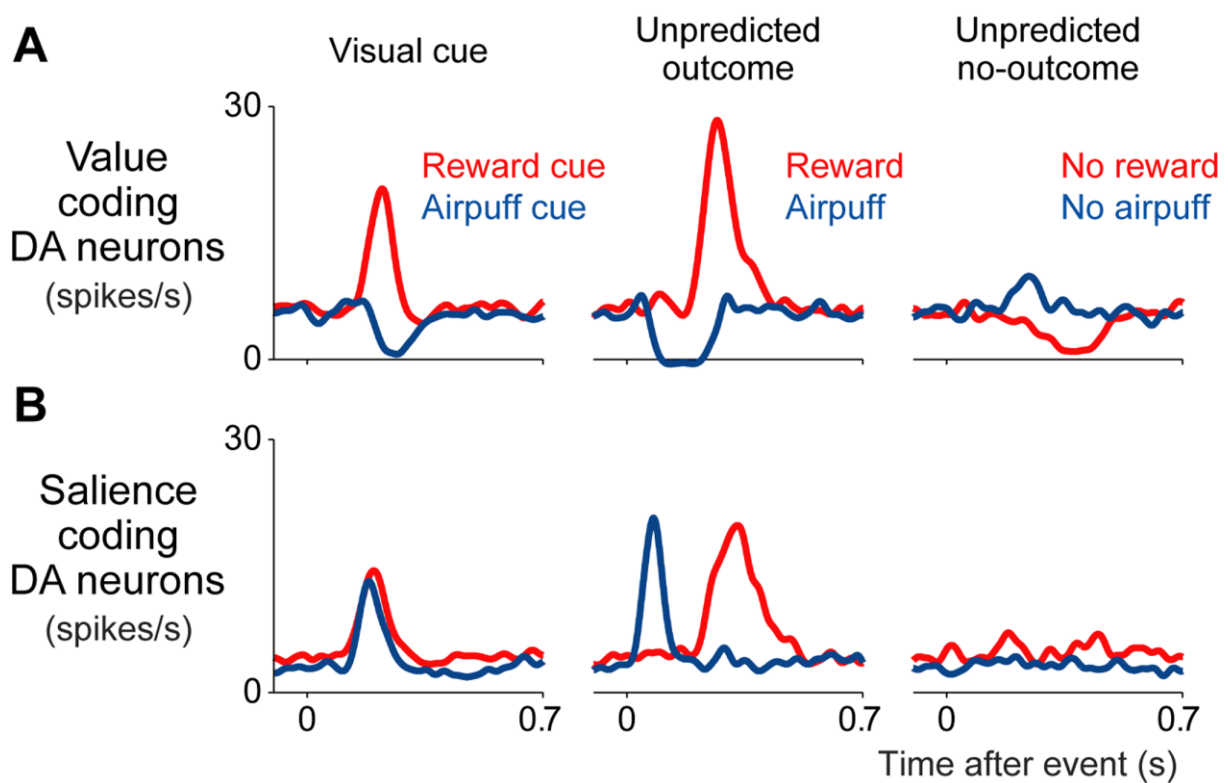 A
Visual cue
Unpredicted
outcome
Unpredicted
no-outcome
Value
coding
DA neurons
(spikes/s)
30
0
Reward cue
Airpuff cue
Reward
Airpuff
No reward
No airpuff
B
Salience
coding
DA neurons
(spikes/s)
30
0
0 0.7 0 0.7 0 0.7
Time after event (s)